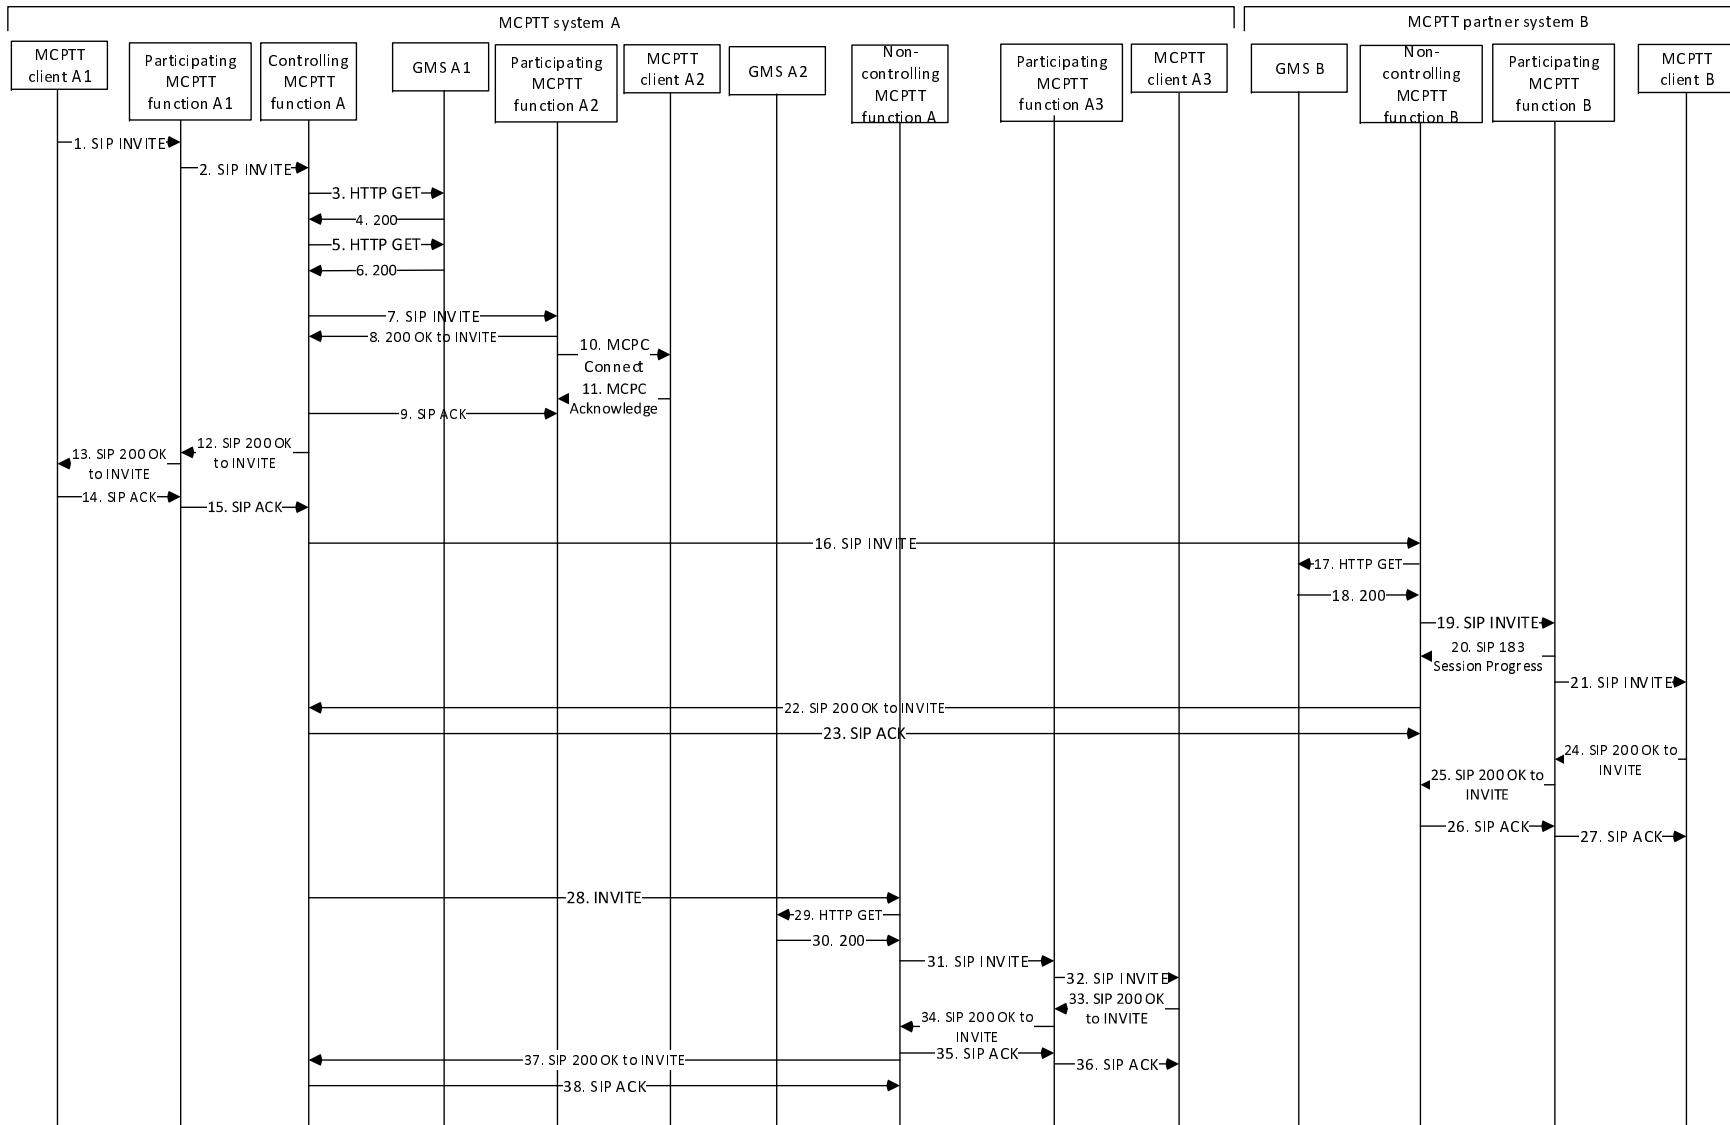 MCPTT system A
MCPTT partner system B
MCPTT
client A1
Participating
MCPTT
function A1
Controlling
MCPTT
function A
GMS A1
Participating
MCPTT
function A2
MCPTT
client A2
GMS A2
Non-
controlling
MCPTT
function A
Participating
MCPTT
function A3
MCPTT
client A3
GMS B
Non-
controlling
MCPTT
function B
Participating
MCPTT
function B
MCPTT
client B
1. SIP INVITE
2. SIP INVITE
3. HTTP GET
4. 200
5. HTTP GET
6. 200
7. SIP INVITE
8. 200 OK to INVITE
10. MCPC
Connect
11. MCPC
Acknowledge
9. SIP ACK
12. SIP 200 OK
to INVITE
13. SIP 200 OK
to INVITE
14. SIP ACK
15. SIP ACK
16. SIP INVITE
17. HTTP GET
18. 200
19. SIP INVITE
20. SIP 183
Session Progress
21. SIP INVITE
22. SIP 200 OK to INVITE
23. SIP ACK
24. SIP 200 OK to
INVITE
25. SIP 200 OK to
INVITE
26. SIP ACK
27. SIP ACK
28. INVITE
29. HTTP GET
30. 200
31. SIP INVITE
32. SIP INVITE
33. SIP 200 OK
to INVITE
34. SIP 200 OK to
INVITE
35. SIP ACK
37. SIP 200 OK to INVITE
36. SIP ACK
38. SIP ACK